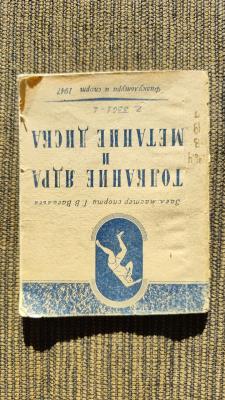 Засл. мастер спорта Г. В. Васильев
ТОЛКАНИЕ ЯДРА
И
МЕТАНИЕ ДИСКА
Физкультура и спорт 1947